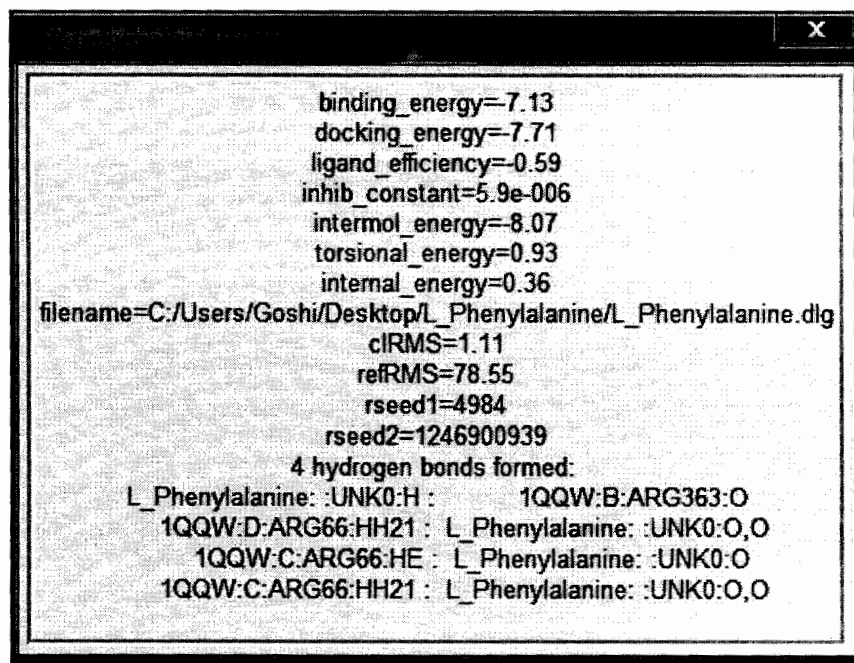 X
binding_energy=-7.13
docking_energy=-7.71
ligand_efficiency=-0.59
inhib_constant=5.9e-006
intermol_energy=-8.07
torsional_energy=0.93
internal_energy=0.36
filename=C:/Users/Goshi/Desktop/L_Phenylalanine/L_Phenylalanine.dlg
clRMS=1.11
refRMS=78.55
rseed1=4984
rseed2=1246900939
4 hydrogen bonds formed:
L_Phenylalanine: :UNK0:H : 1QQW:B:ARG363:O
1QQW:D:ARG66:HH21 : L_Phenylalanine: :UNK0:O,O
1QQW:C:ARG66:HE : L_Phenylalanine: :UNK0:O
1QQW:C:ARG66:HH21 : L_Phenylalanine: :UNK0:O,O